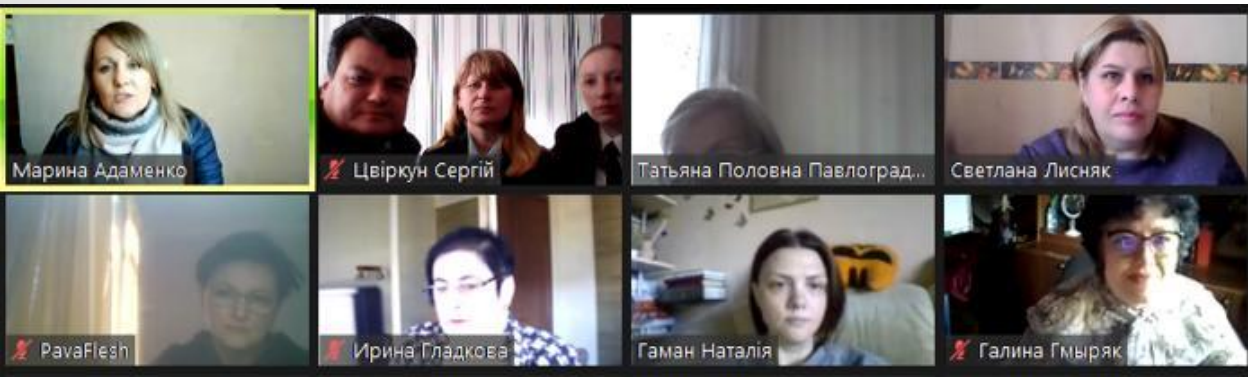 Марина Адаменко
Цвіркун Сергій
Татьяна Половна Павлоград...
Светлана Лисняк
PavaFlesh
Ирина Гладкова
Гаман Наталія
Галина Гмыряк